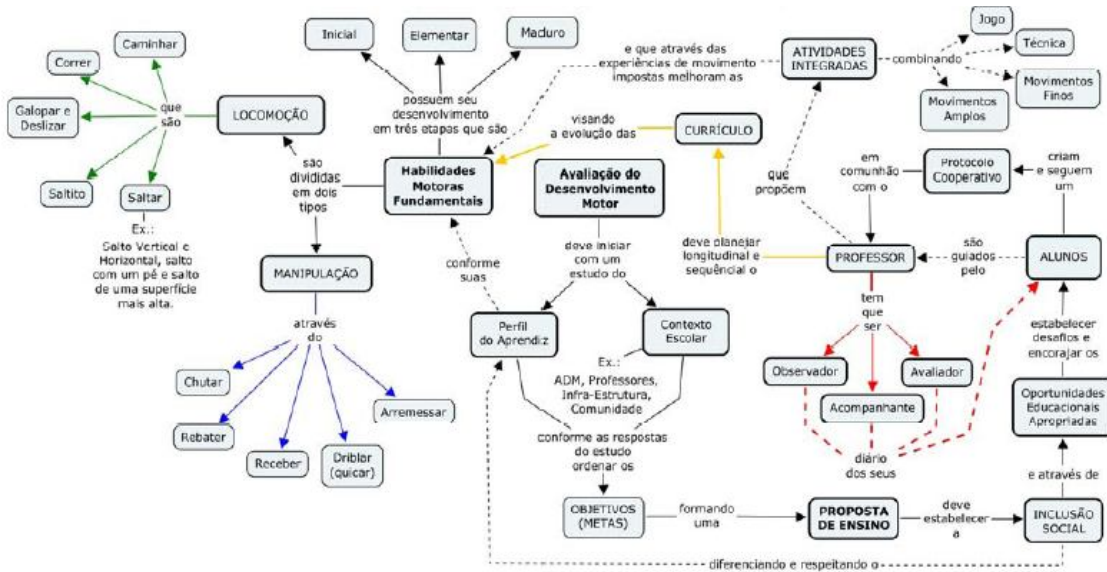 Caminhar
Correr
Galopar e
Deslizar
que
são
LOCOMOÇÃO
Saltito
Saltar
Ex.:
Salto Vertical e
Horizontal, salto
com um pé e salto
de uma superfície
mais alta.
Inicial
Elementar
Maduro
possuem seu
desenvolvimento
em três etapas que são
são
divididas
em dois
tipos
Habilidades
Motoras
Fundamentais
MANIPULAÇÃO
através
do
Chutar
Rebater
Receber
Driblar
(quicar)
Arremessar
e que através das
experiências de movimento
impostas melhoram as
ATIVIDADES
INTEGRADAS
combinando
Jogo
Técnica
Movimentos
Finos
Movimentos
Amplos
visando
a evolução das
CURRÍCULO
Avaliação do
Desenvolvimento
Motor
deve iniciar
com um
estudo do
conforme
suas
Perfil
do Aprendiz
Contexto
Escolar
Ex.:
ADM, Professores,
Infra-Estrutura,
Comunidade
conforme as respostas
do estudo
ordenar os
OBJETIVOS
(METAS)
formando
uma
PROPOSTA
DE ENSINO
deve
estabelecer
a
INCLUSÃO
SOCIAL
diferenciando e respeitando o
e através de
Oportunidades
Educacionais
Apropriadas
estabelecer
desafios e
encorajar os
ALUNOS
criam
e seguem
um
Protocolo
Cooperativo
em
comunhão
com o
que
propõem
deve planejar
longitudinal e
sequêncial o
PROFESSOR
são
guiados
pelo
tem
que ser
Observador
Avaliador
Acompanhante
diário
dos seus